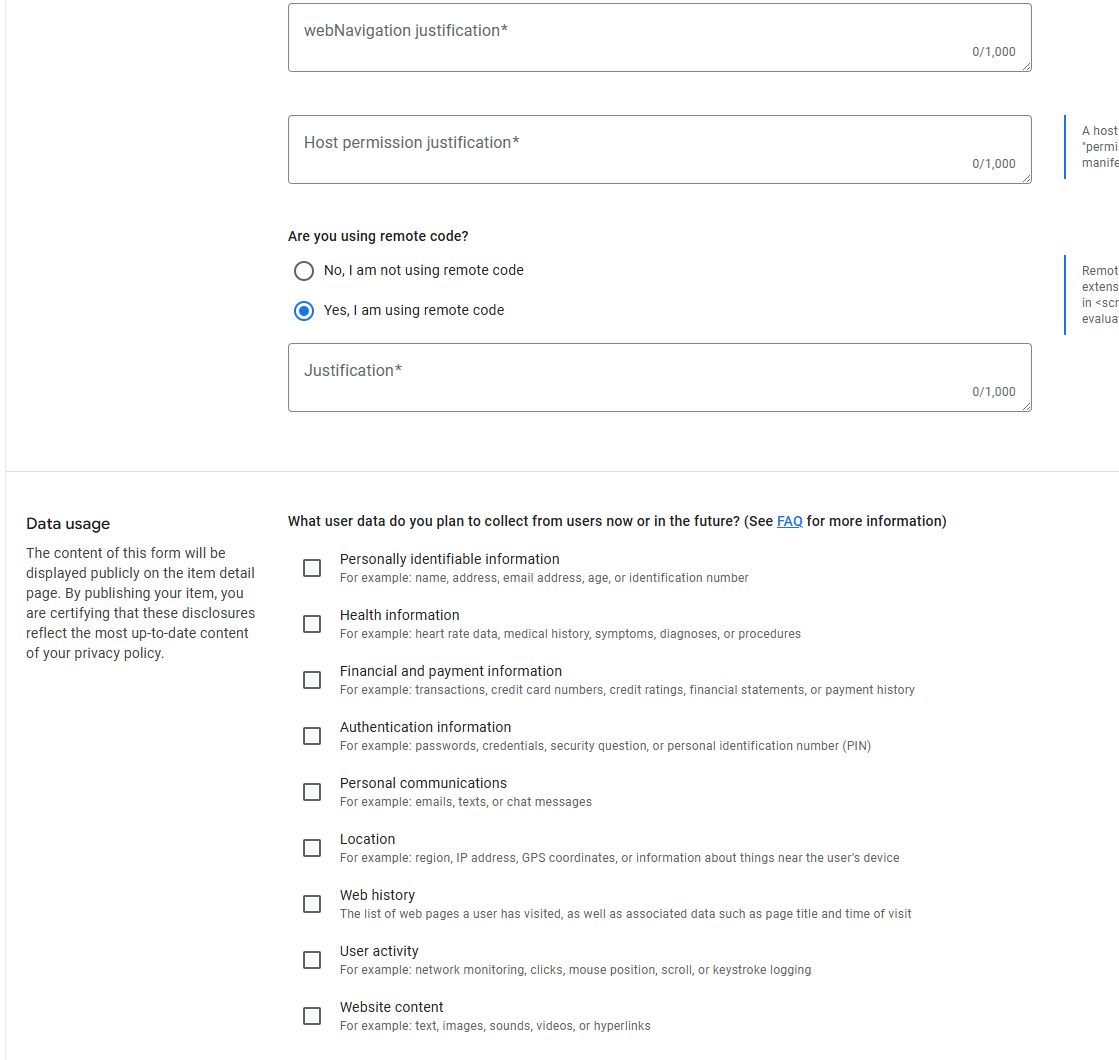 webNavigation justification*
0/1,000
Host permission justification*
0/1,000
A host
"permi
manife
Are you using remote code?
No, I am not using remote code
Yes, I am using remote code
Remot
extens
in <scr
evalua
Justification*
0/1,000
Data usage
The content of this form will be
displayed publicly on the item detail
page. By publishing your item, you
are certifying that these disclosures
reflect the most up-to-date content
of your privacy policy.
What user data do you plan to collect from users now or in the future? (See FAQ for more information)
Personally identifiable information
For example: name, address, email address, age, or identification number
Health information
For example: heart rate data, medical history, symptoms, diagnoses, or procedures
Financial and payment information
For example: transactions, credit card numbers, credit ratings, financial statements, or payment history
Authentication information
For example: passwords, credentials, security question, or personal identification number (PIN)
Personal communications
For example: emails, texts, or chat messages
Location
For example: region, IP address, GPS coordinates, or information about things near the user's device
Web history
The list of web pages a user has visited, as well as associated data such as page title and time of visit
User activity
For example: network monitoring, clicks, mouse position, scroll, or keystroke logging
Website content
For example: text, images, sounds, videos, or hyperlinks